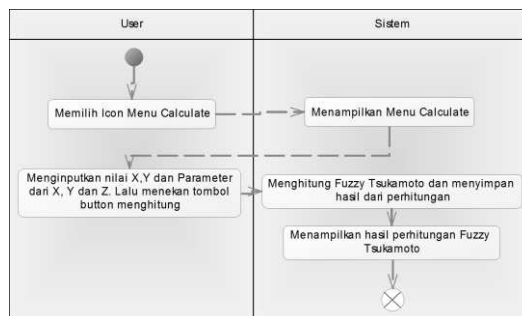 User
Sistem
Memilih Icon Menu Calculate
Menampilkan Menu Calculate
Menginputkan nilai X,Y dan Parameter
dari X, Y dan Z. Lalu menekan tombol
button menghitung
Menghitung Fuzzy Tsukamoto dan menyimpan
hasil dari perhitungan
Menampilkan hasil perhitungan Fuzzy
Tsukamoto